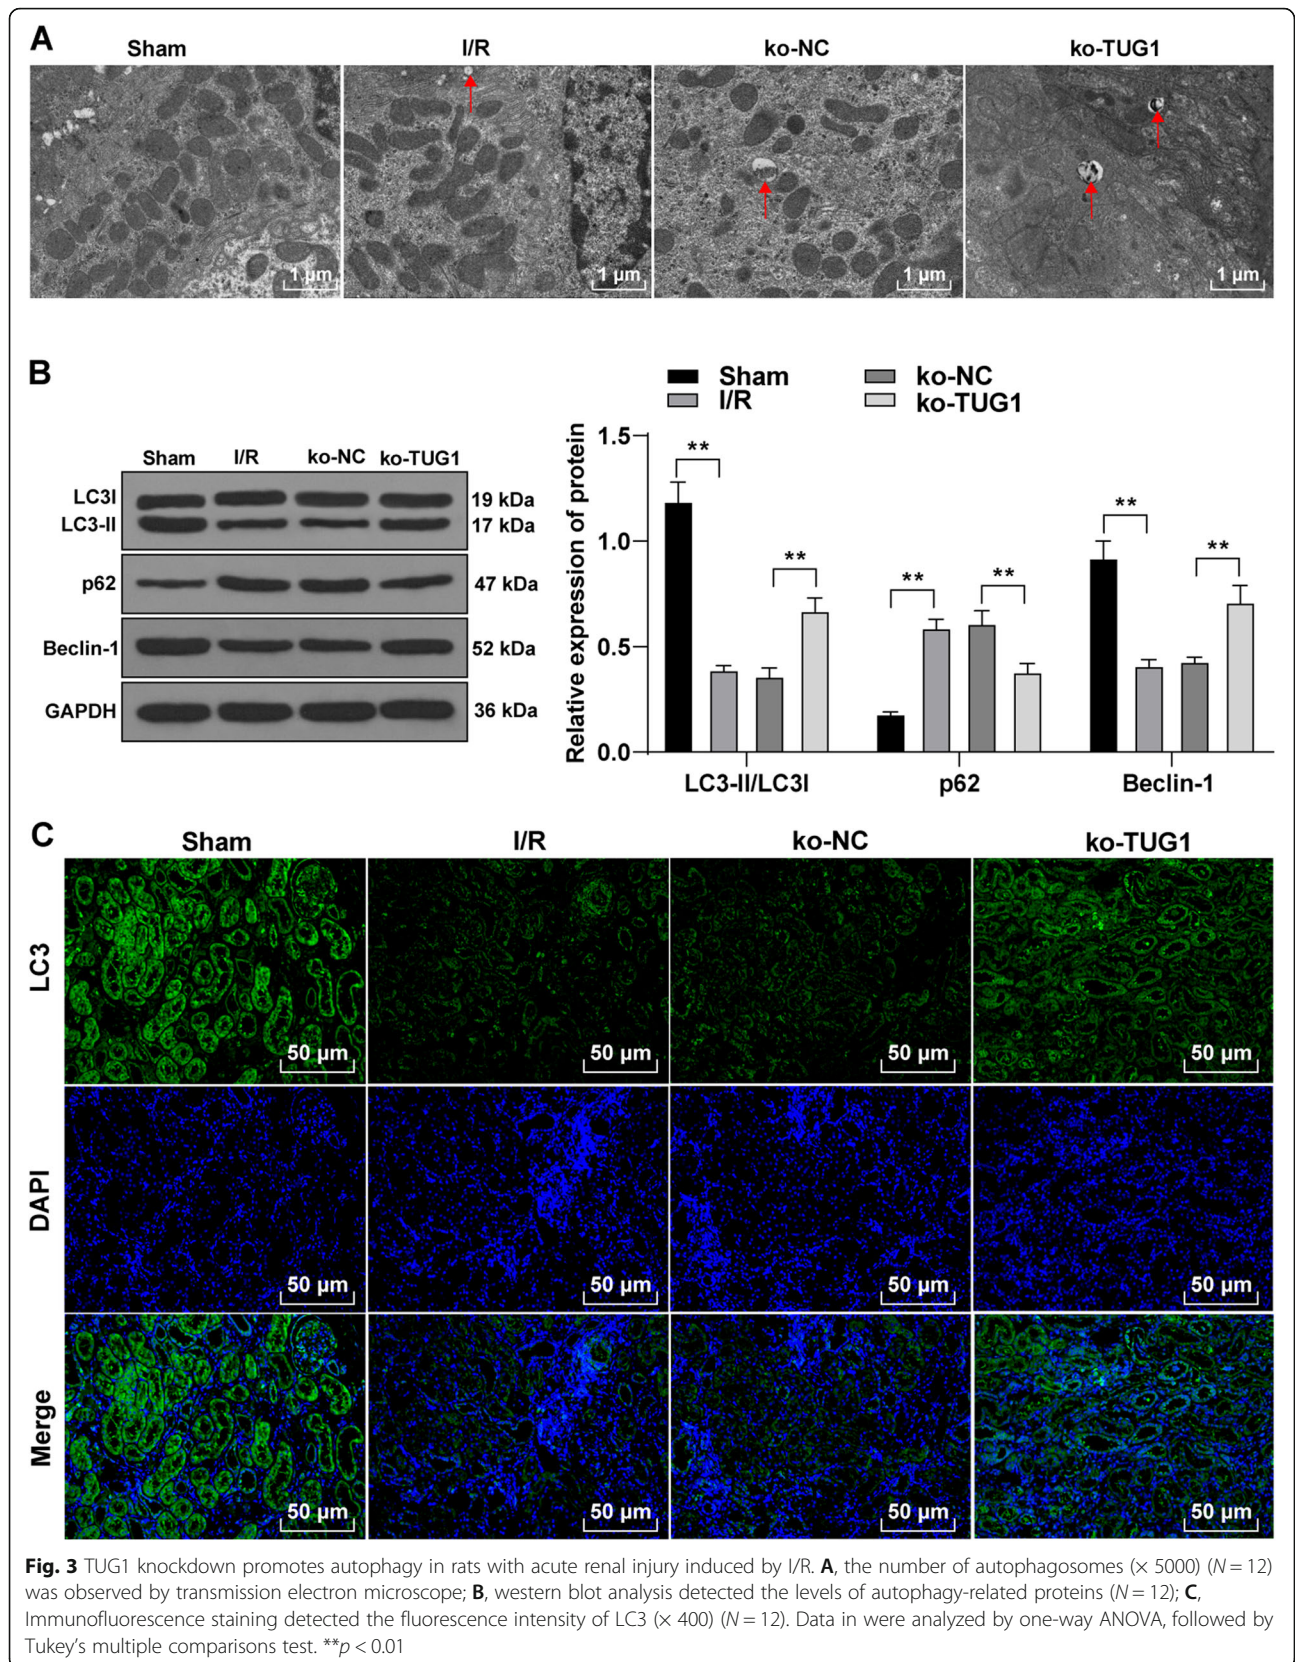 A
Sham
I/R
ko-NC
ko-TUG1
1 µm
1 µm
1 µm
1 µm
B
Sham
ko-NC
I/R
ko-TUG1
Sham
I/R
ko-NC
ko-TUG1
LC3I
19 kDa
LC3-II
17 kDa
p62
47 kDa
Beclin-1
52 kDa
GAPDH
36 kDa
Relative expression of protein
1.5
1.0
0.5
0.0
**
**
**
**
**
**
LC3-II/LC3I
p62
Beclin-1
C
Sham
I/R
ko-NC
ko-TUG1
LC3
50 µm
50 µm
50 µm
50 µm
DAPI
50 µm
50 µm
50 µm
50 µm
Merge
50 µm
50 µm
50 µm
50 µm
Fig. 3 TUG1 knockdown promotes autophagy in rats with acute renal injury induced by I/R. A, the number of autophagosomes (× 5000) (N = 12)
was observed by transmission electron microscope; B, western blot analysis detected the levels of autophagy-related proteins (N = 12); C,
Immunofluorescence staining detected the fluorescence intensity of LC3 (× 400) (N = 12). Data in were analyzed by one-way ANOVA, followed by
Tukey’s multiple comparisons test. **p < 0.01